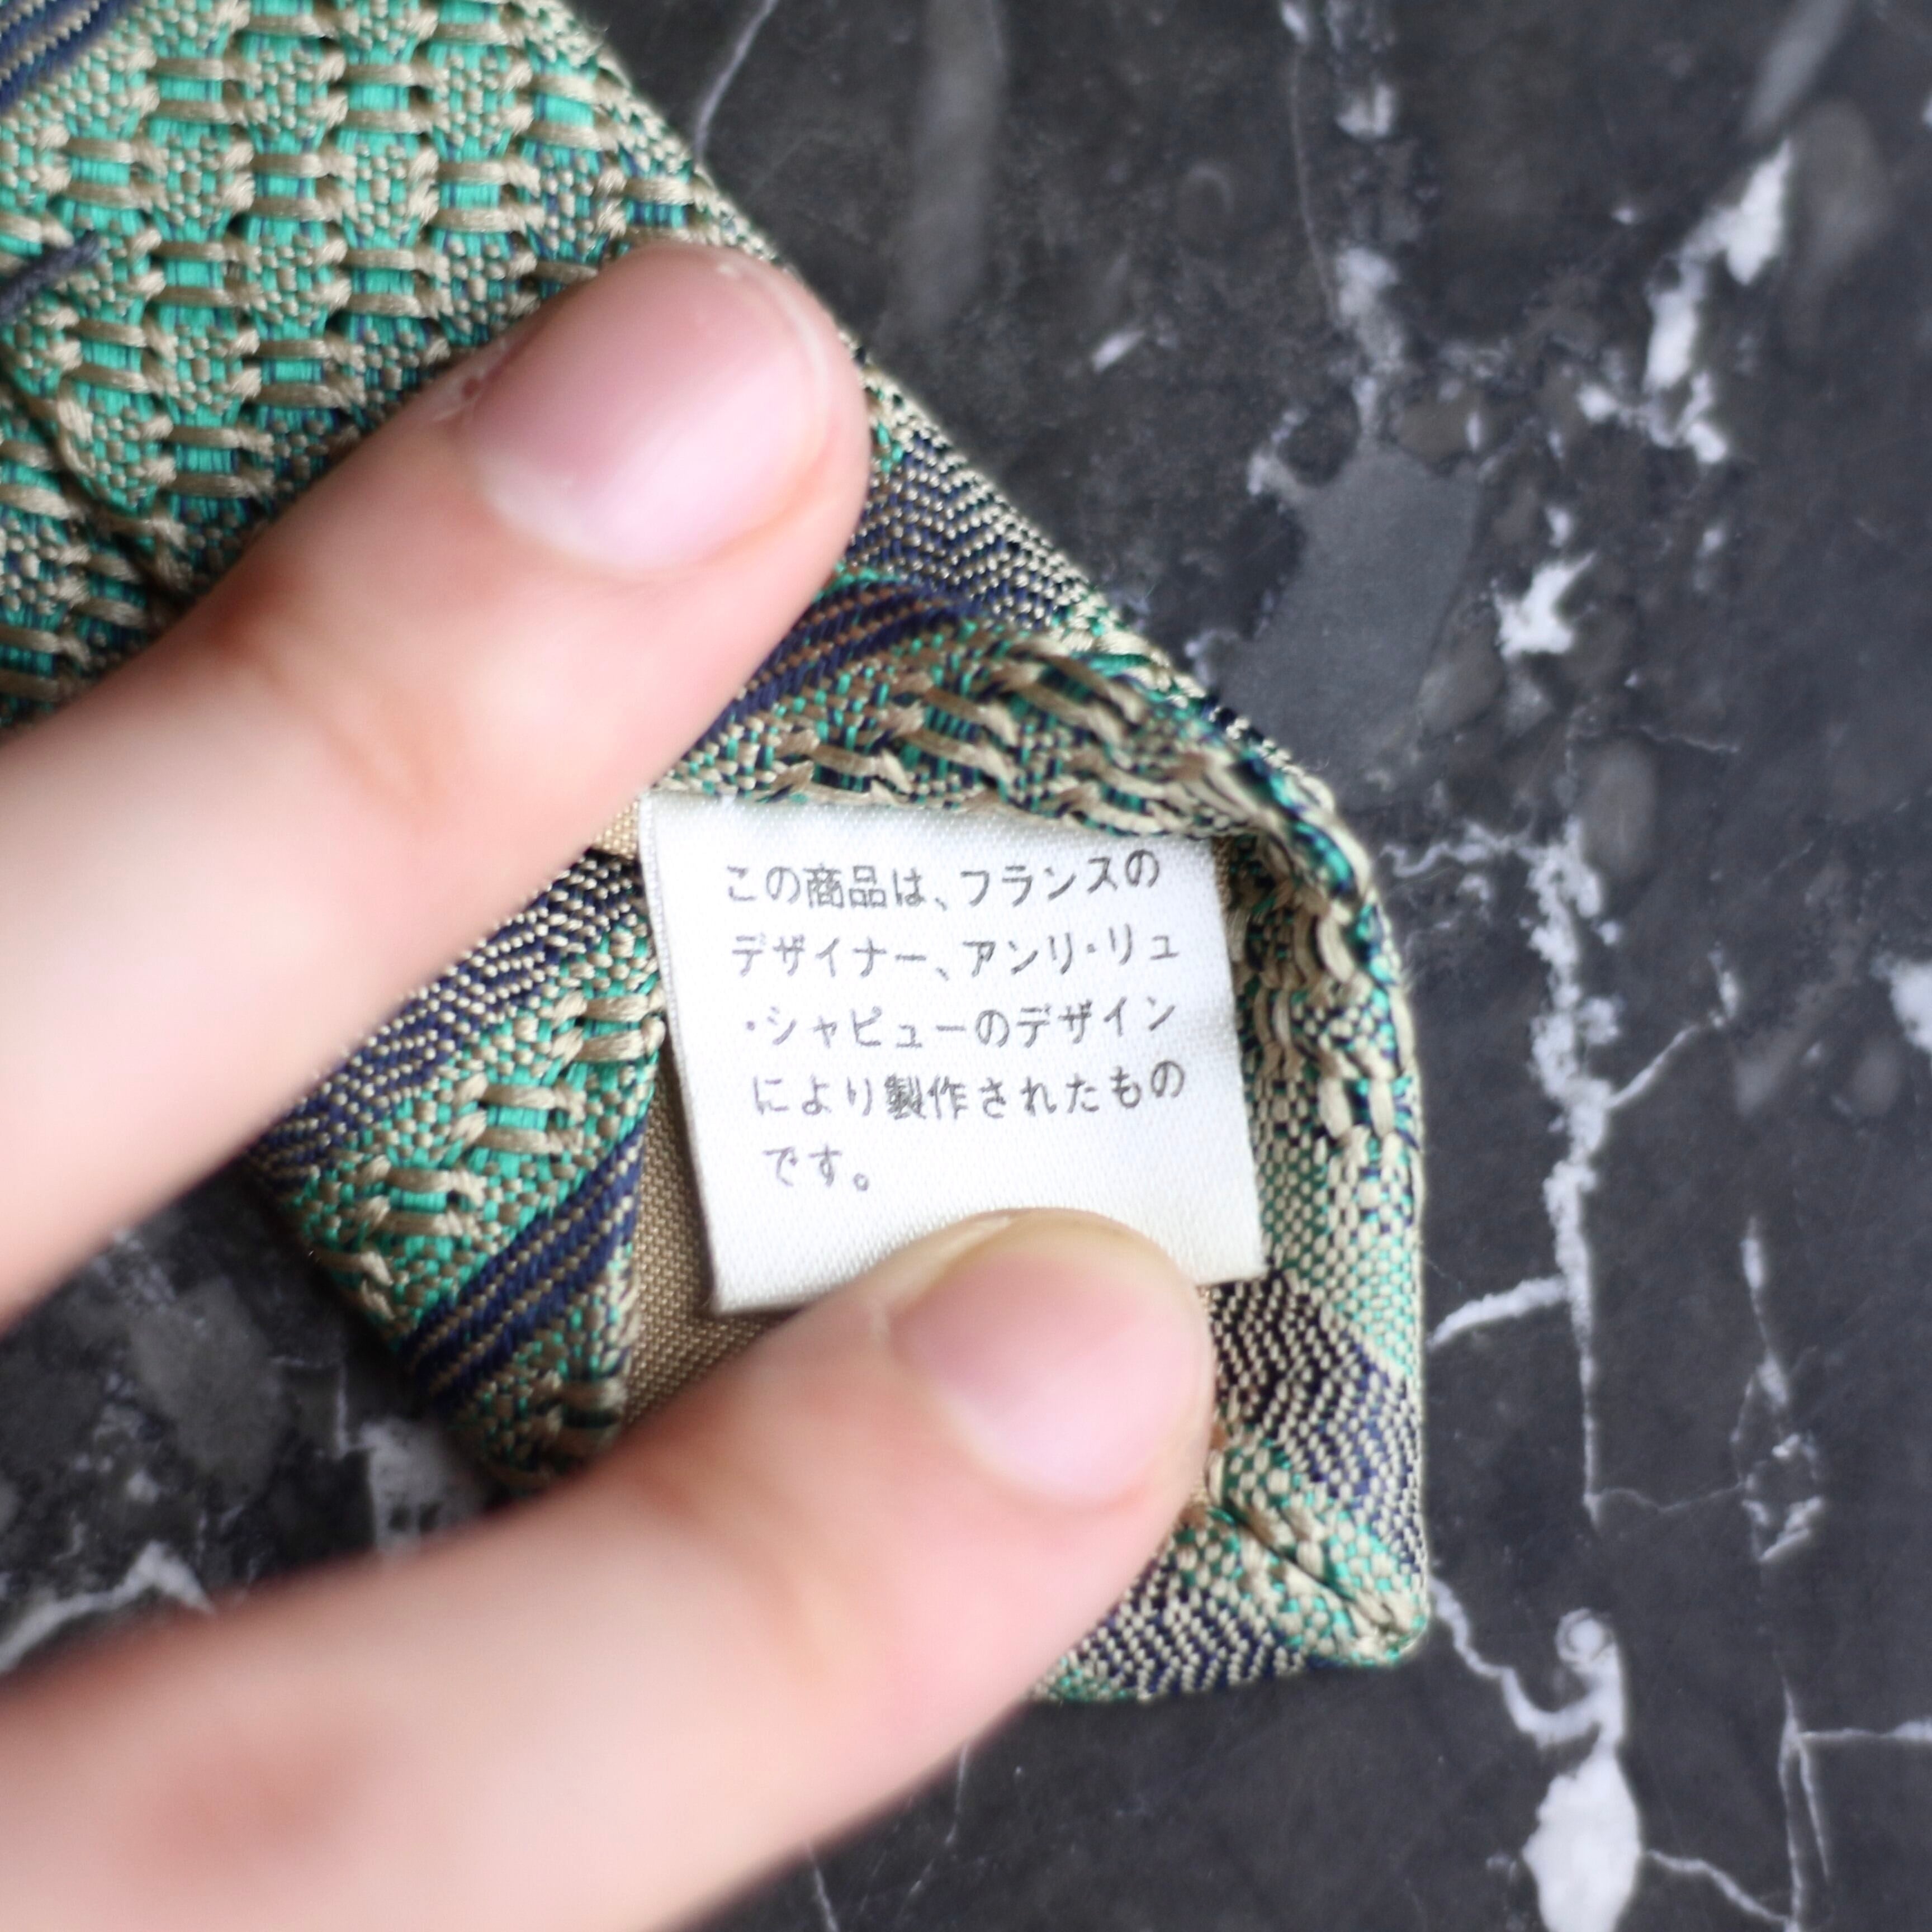 この商品は、フランスの
デザイナー、アンリ・リュ
・シャピューのデザイン
により製作されたもの
です。